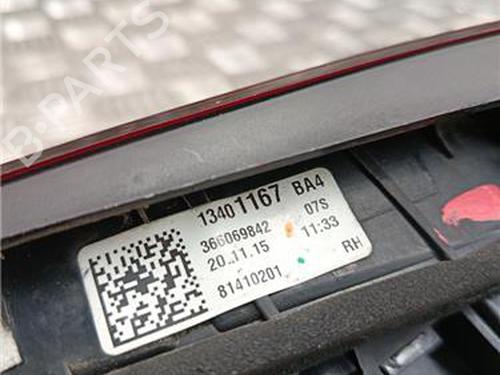 B-PARTS
13401167 BA4
366069842 07S
20.11.15 11:33
81410201 RH